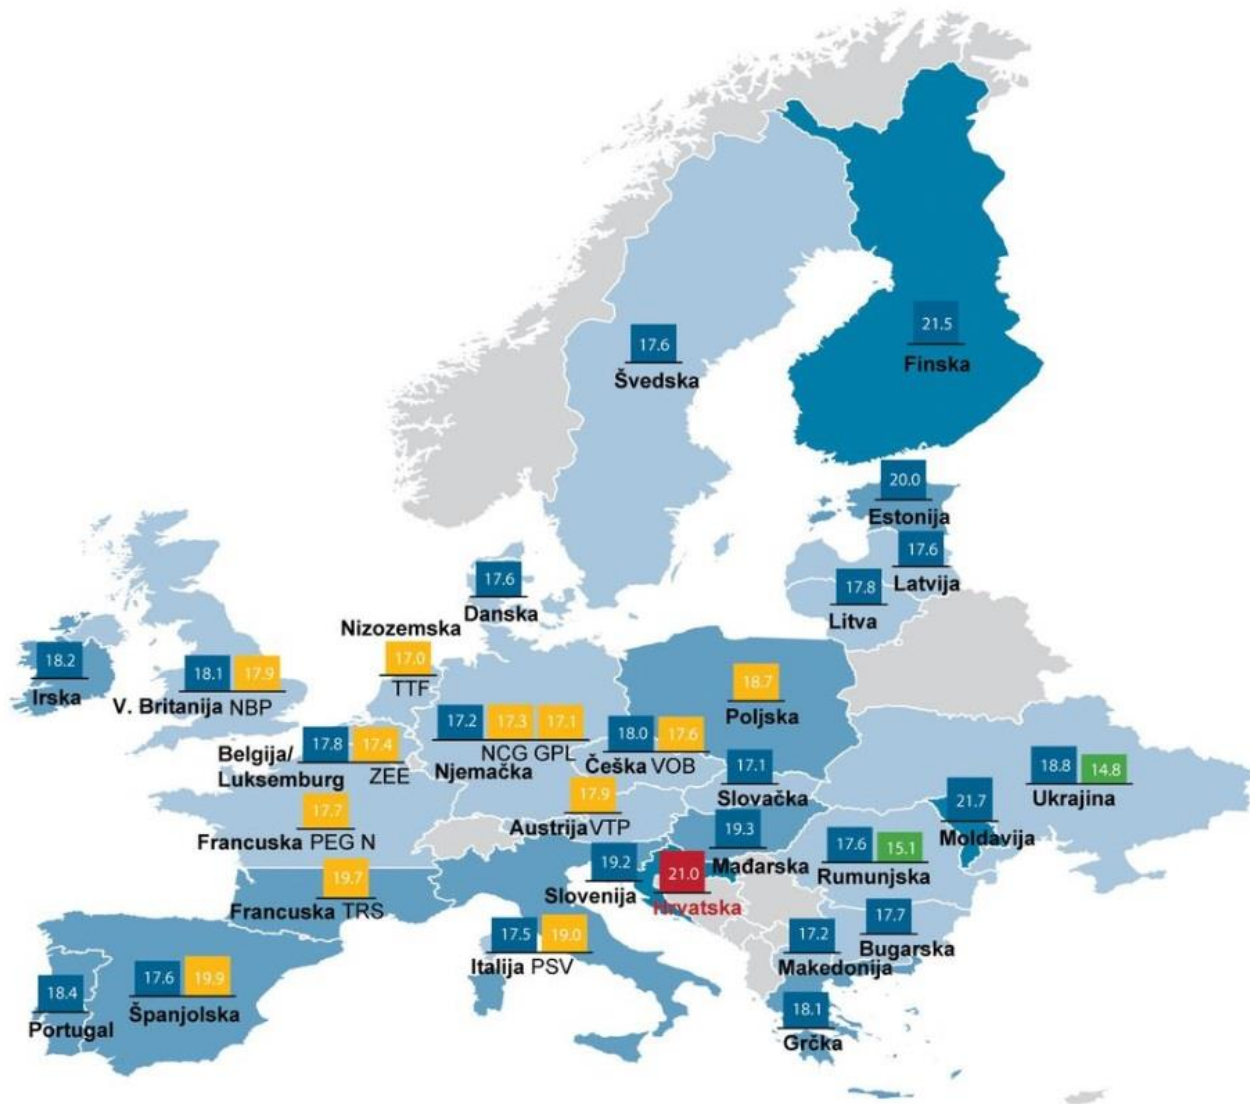 21.5
Finska
17.6
Švedska
20.0
Estonija
17.6
Latvija
17.8
Litva
17.6
Danska
Nizozemska
17.0
TTF
18.2
Irska
18.1 17.9
V. Britanija NBP
18.7
Poljska
17.2 17.3 17.1
NCG GPL
Njemačka
18.0 17.6
Češka VOB
17.8 17.4
Belgija/
Luksemburg ZEE
17.1
Slovačka
18.8 14.8
Ukrajina
17.7
Francuska PEG N
17.9
Austrija VTP
19.3
Mađarska
21.7
Moldavija
17.6 15.1
Rumunjska
19.7
Francuska TRS
19.2
Slovenija
21.0
Hrvatska
17.5 19.0
Italija PSV
17.2
Makedonija
17.7
Bugarska
18.4
Portugal
17.6 19.9
Španjolska
18.1
Grčka